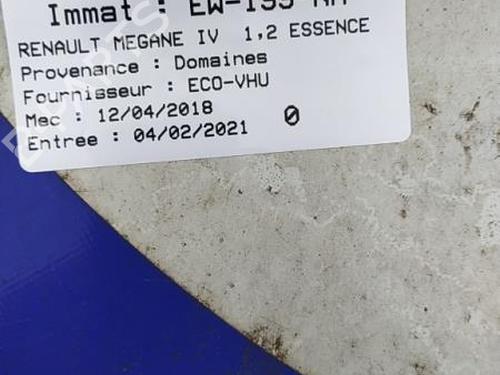 Immat :
RENAULT MEGANE IV 1,2 ESSENCE
Provenance : Domaines
Fournisseur : ECO-VHU
Mec : 12/04/2018
Entree : 04/02/2021 0